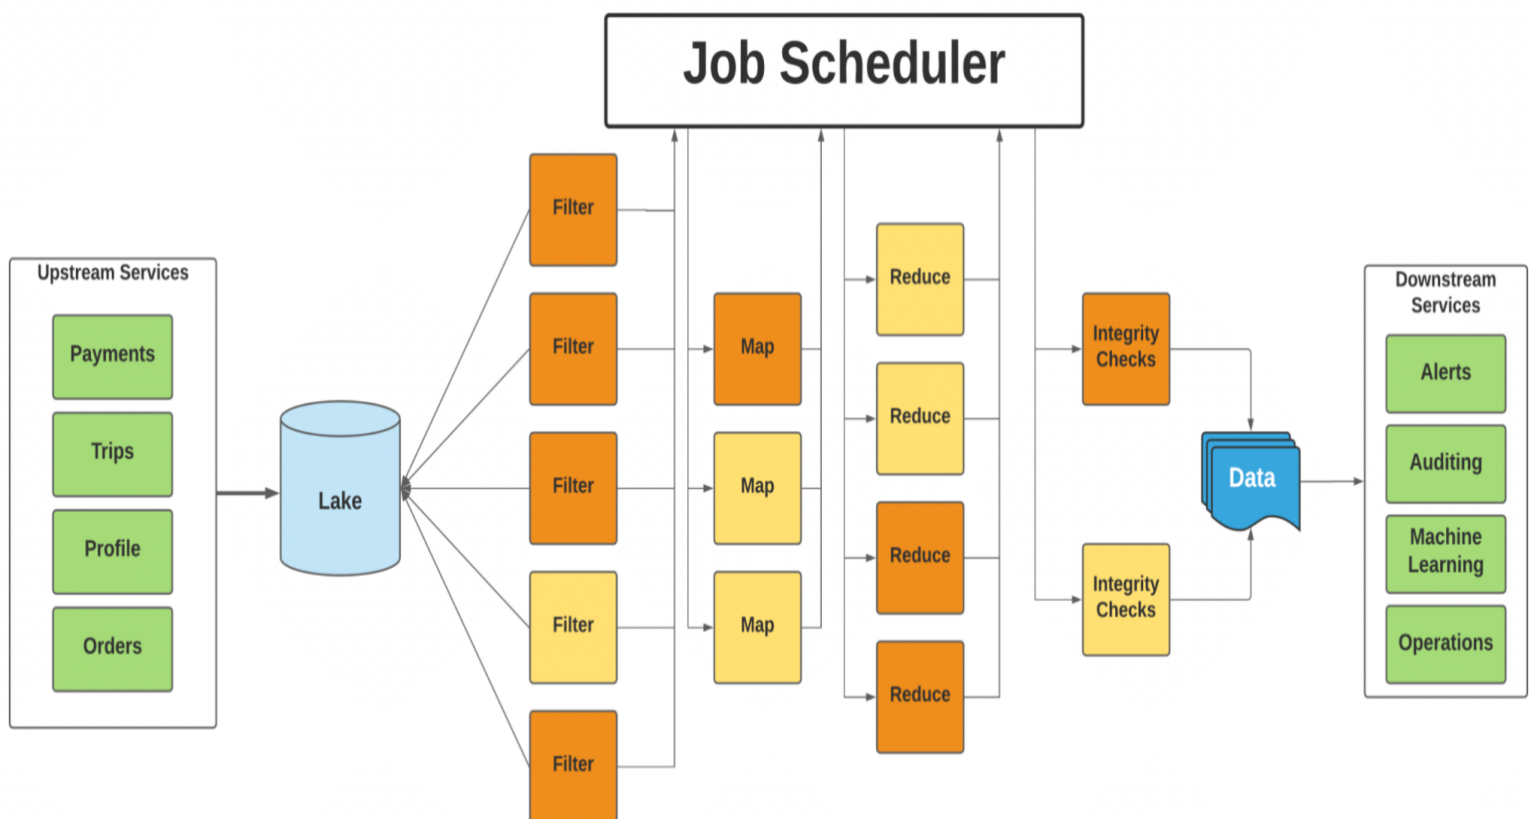 Job Scheduler
Upstream Services
Payments
Trips
Profile
Orders
Lake
Filter
Filter
Filter
Filter
Filter
Map
Map
Map
Reduce
Reduce
Reduce
Reduce
Integrity
Checks
Integrity
Checks
Data
Downstream
Services
Alerts
Auditing
Machine
Learning
Operations